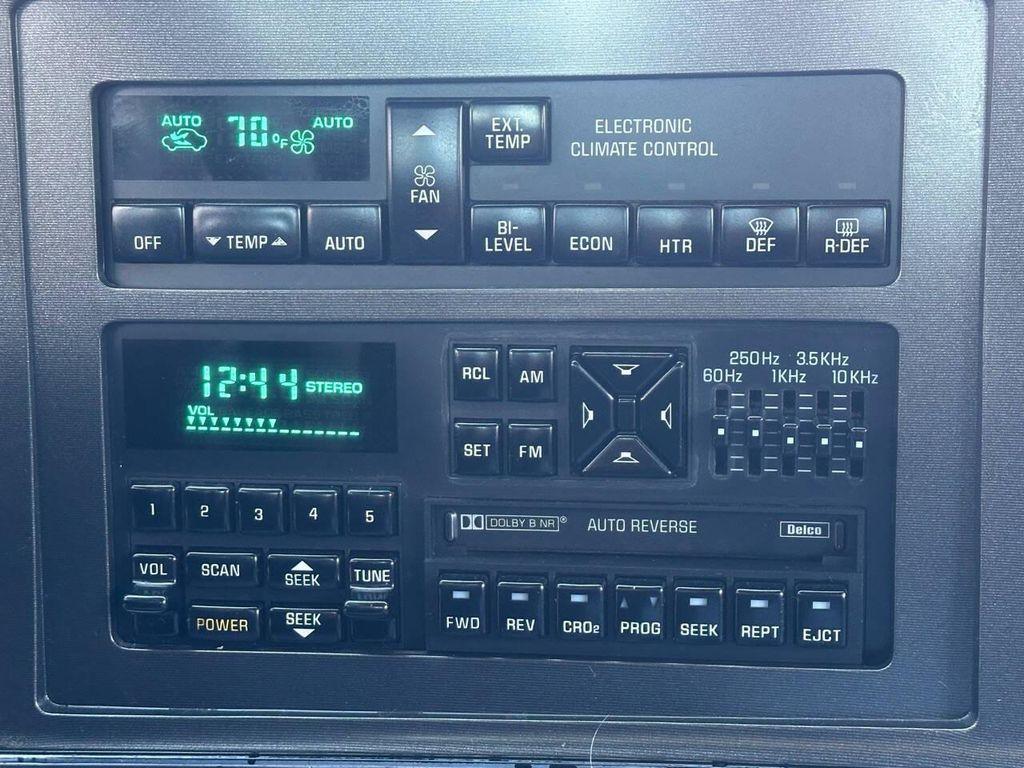 AUTO 70°F AUTO
EXT. TEMP
ELECTRONIC
CLIMATE CONTROL
FAN
OFF TEMP AUTO
BI-LEVEL ECON HTR DEF R-DEF
12:44 STEREO
VOL
RCL AM
SET FM
250Hz 3.5KHz
60Hz 1KHz 10KHz
1 2 3 4 5
DOLBY B NR® AUTO REVERSE Delco
VOL SCAN SEEK TUNE
POWER SEEK
FWD REV CRO2 PROG SEEK REPT EJCT